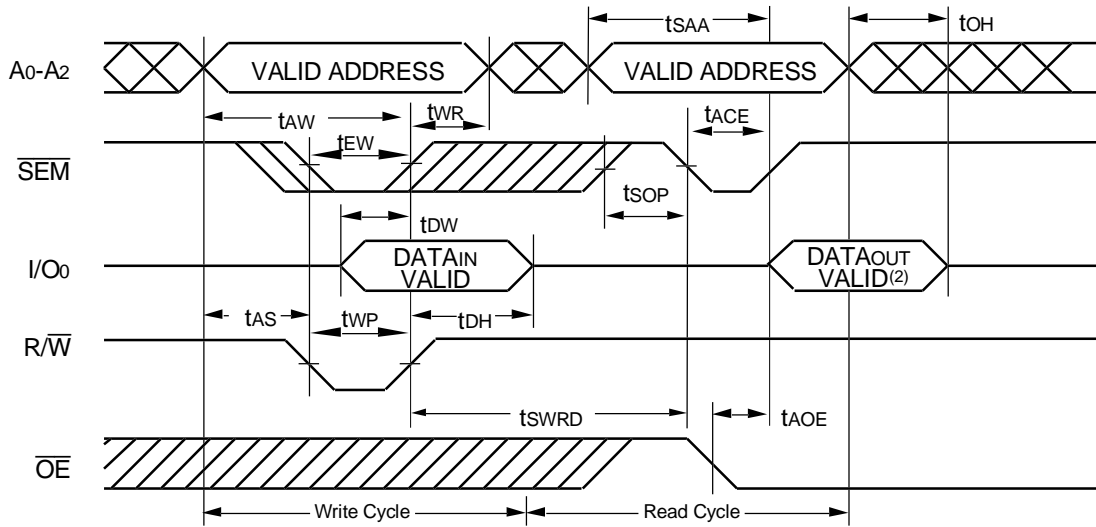 tSAA
tOH
A0-A2
VALID ADDRESS
VALID ADDRESS
tAW
tWR
tACE
tEW
SEM
tSOP
tDW
I/O0
DATAIN
VALID
DATAOUT
VALID(2)
tAS
tWP
tDH
R/W
tSWRD
tAOE
OE
Write Cycle
Read Cycle